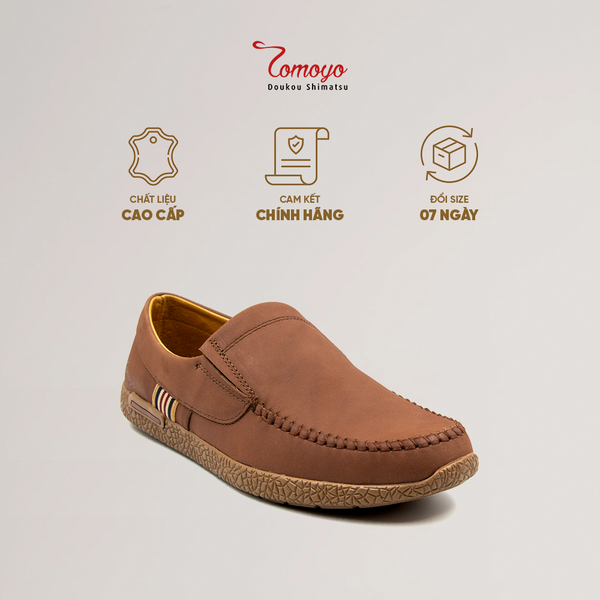 Tomoyo
Doukou Shimatsu
CHẤT LIỆU
CAO CẤP
CAM KẾT
CHÍNH HÃNG
ĐỔI SIZE
07 NGÀY